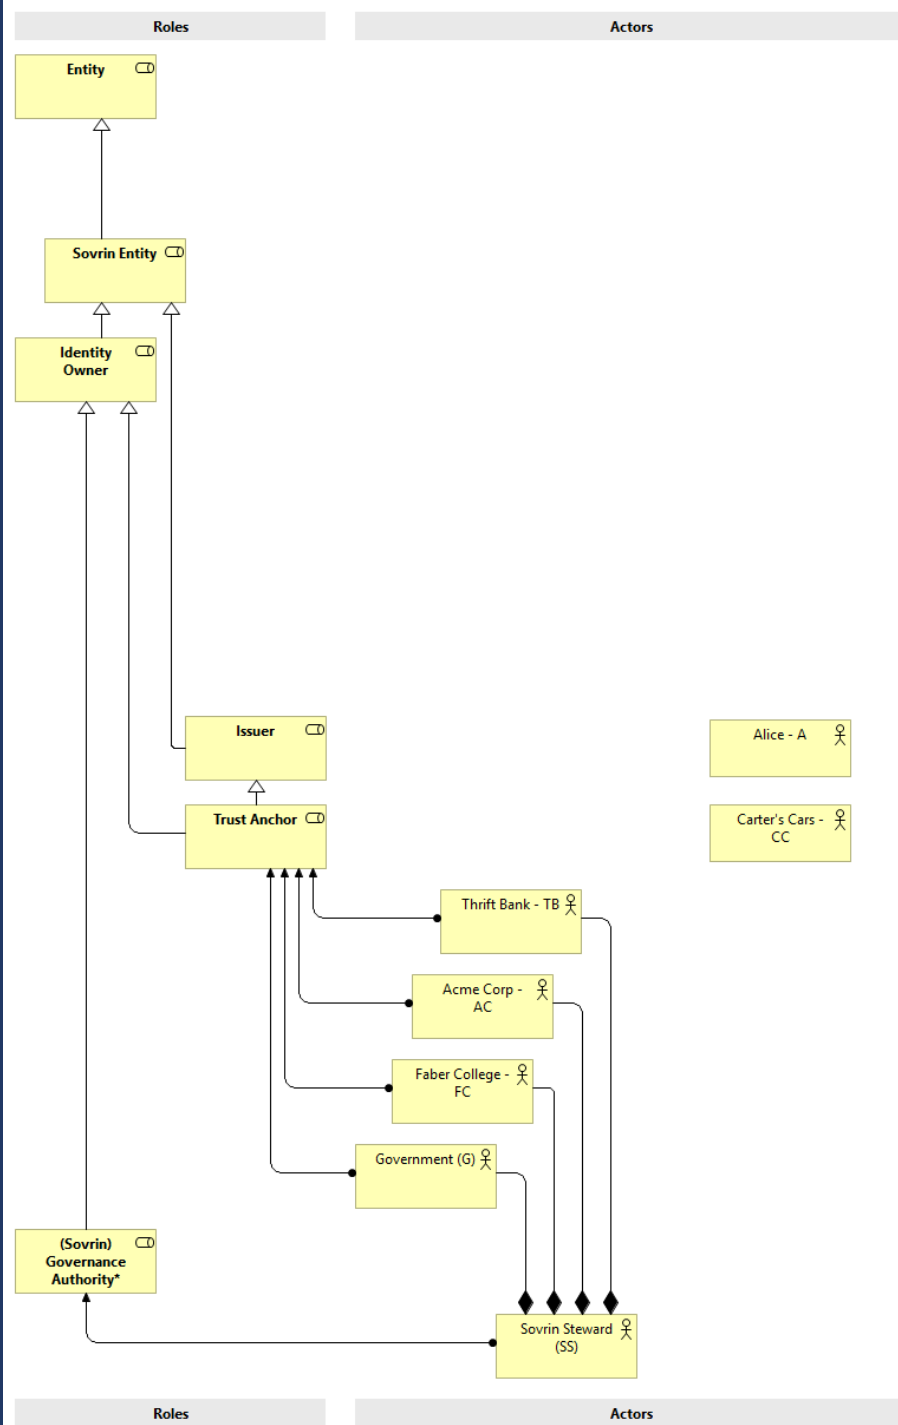 Roles
Actors
Entity
Sovrin Entity
Identity
Owner
Issuer
Alice - A
Trust Anchor
Carter's Cars -
CC
Thrift Bank - TB
Acme Corp -
AC
Faber College -
FC
Government (G)
(Sovrin)
Governance
Authority*
Sovrin Steward
(SS)
Roles
Actors